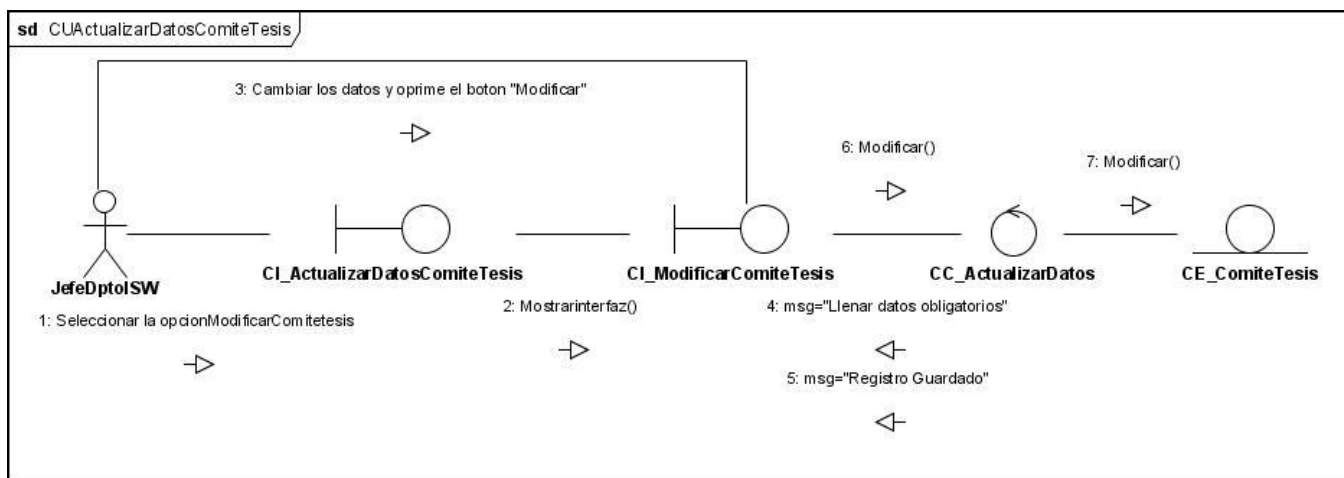 sd CUActualizarDatosComiteTesis
3: Cambiar los datos y oprime el boton "Modificar"
6: Modificar()
7: Modificar()
JefeDptoISW
CI_ActualizarDatosComiteTesis
CI_ModificarComiteTesis
CC_ActualizarDatos
CE_ComiteTesis
1: Seleccionar la opcionModificarComitetesis
2: Mostrarinterfaz()
4: msg="Llenar datos obligatorios"
5: msg="Registro Guardado"